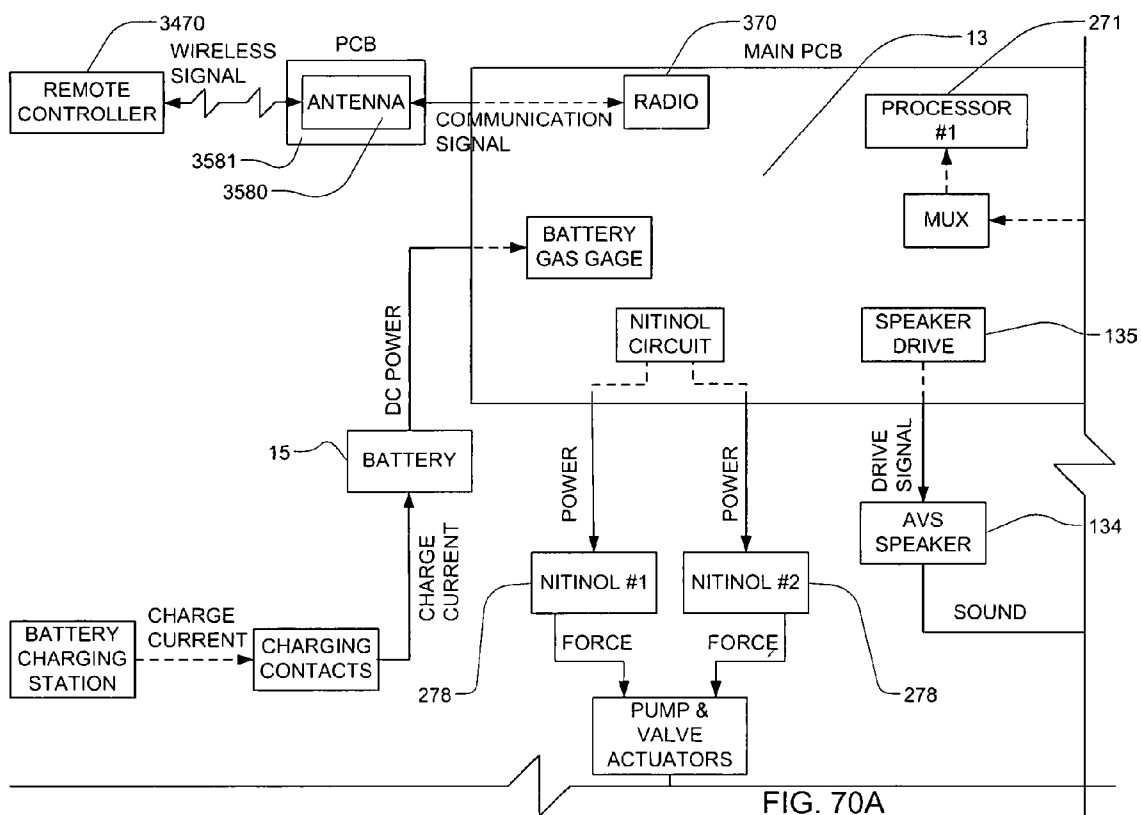 3470
WIRELESS
SIGNAL
PCB
370
MAIN PCB
13
271
REMOTE
CONTROLLER
ANTENNA
RADIO
PROCESSOR
#1
COMMUNICATION
SIGNAL
3581
3580
MUX
BATTERY
GAS GAGE
NITINOL
CIRCUIT
SPEAKER
DRIVE
135
DC POWER
15
BATTERY
POWER
POWER
DRIVE
SIGNAL
AVS
SPEAKER
134
CHARGE
CURRENT
NITINOL #1
NITINOL #2
SOUND
BATTERY
CHARGING
STATION
CHARGE
CURRENT
CHARGING
CONTACTS
FORCE
FORCE
278
278
PUMP &
VALVE
ACTUATORS
FIG. 70A